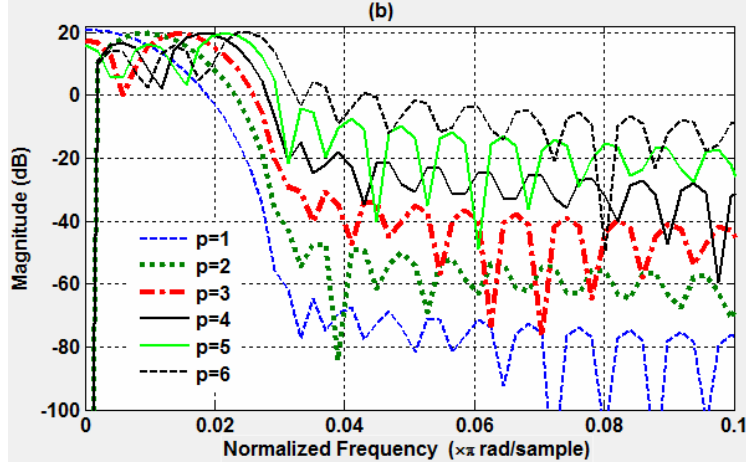 (b)
20
0
-20
-40
-60
-80
-100
Magnitude (dB)
p=1
p=2
p=3
p=4
p=5
p=6
0 0.02 0.04 0.06 0.08 0.1
Normalized Frequency (×π rad/sample)